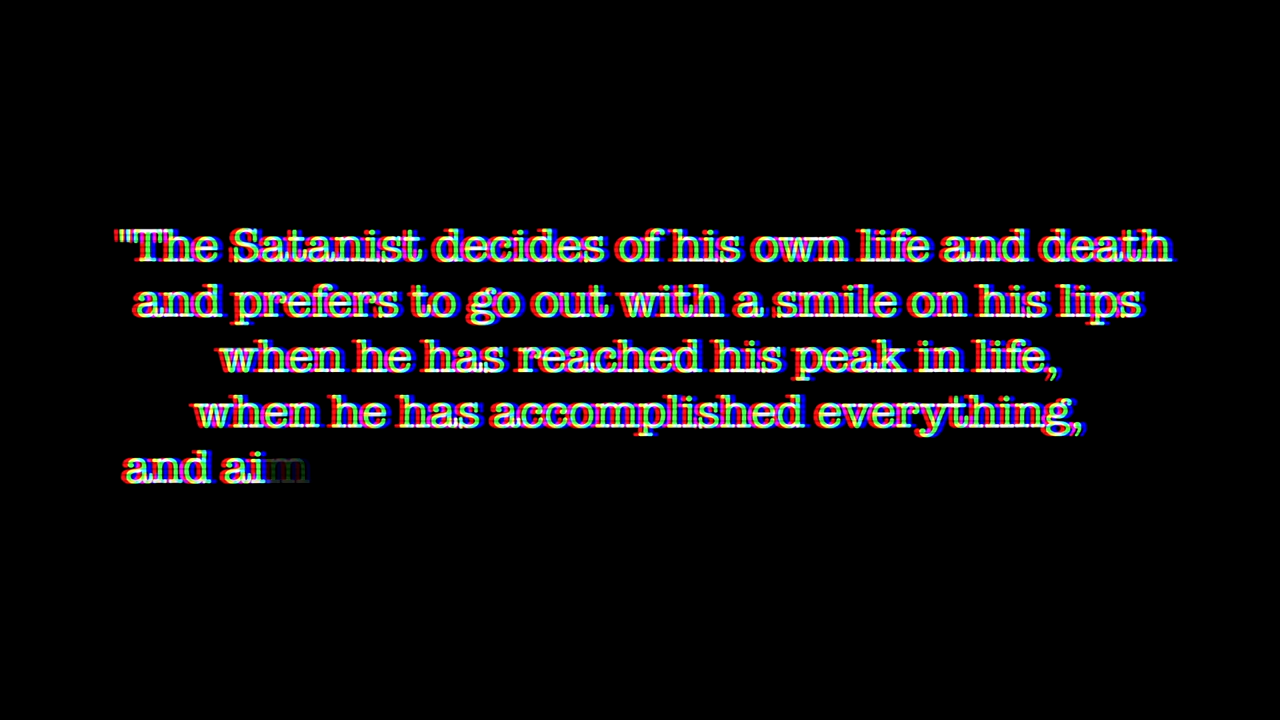 "The Satanist decides of his own life and death
and prefers to go out with a smile on his lips
when he has reached his peak in life,
when he has accomplished everything,
and aim